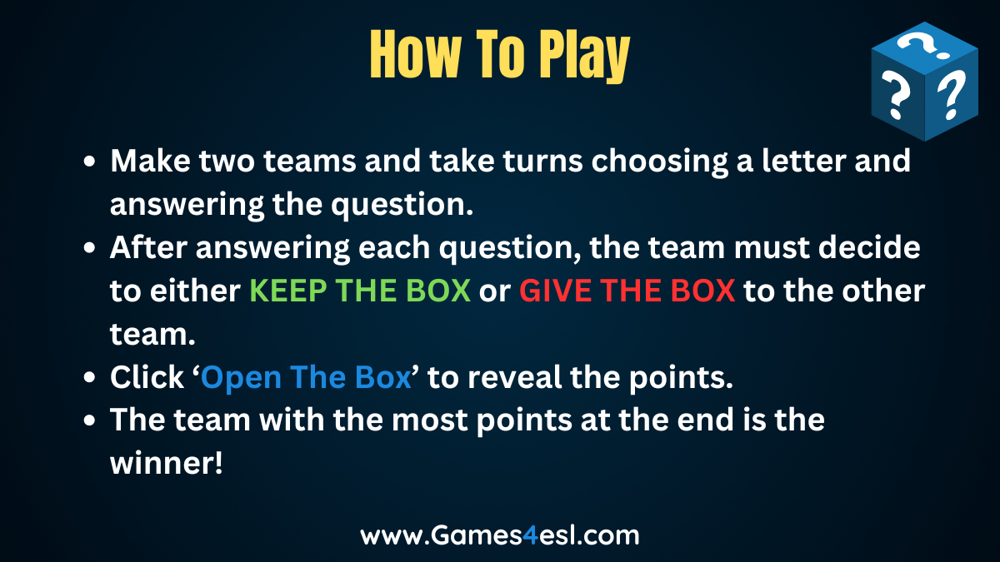 How To Play
? ? ?
• Make two teams and take turns choosing a letter and
answering the question.
• After answering each question, the team must decide
to either KEEP THE BOX or GIVE THE BOX to the other
team.
• Click ‘Open The Box’ to reveal the points.
• The team with the most points at the end is the
winner!
www.Games4esl.com